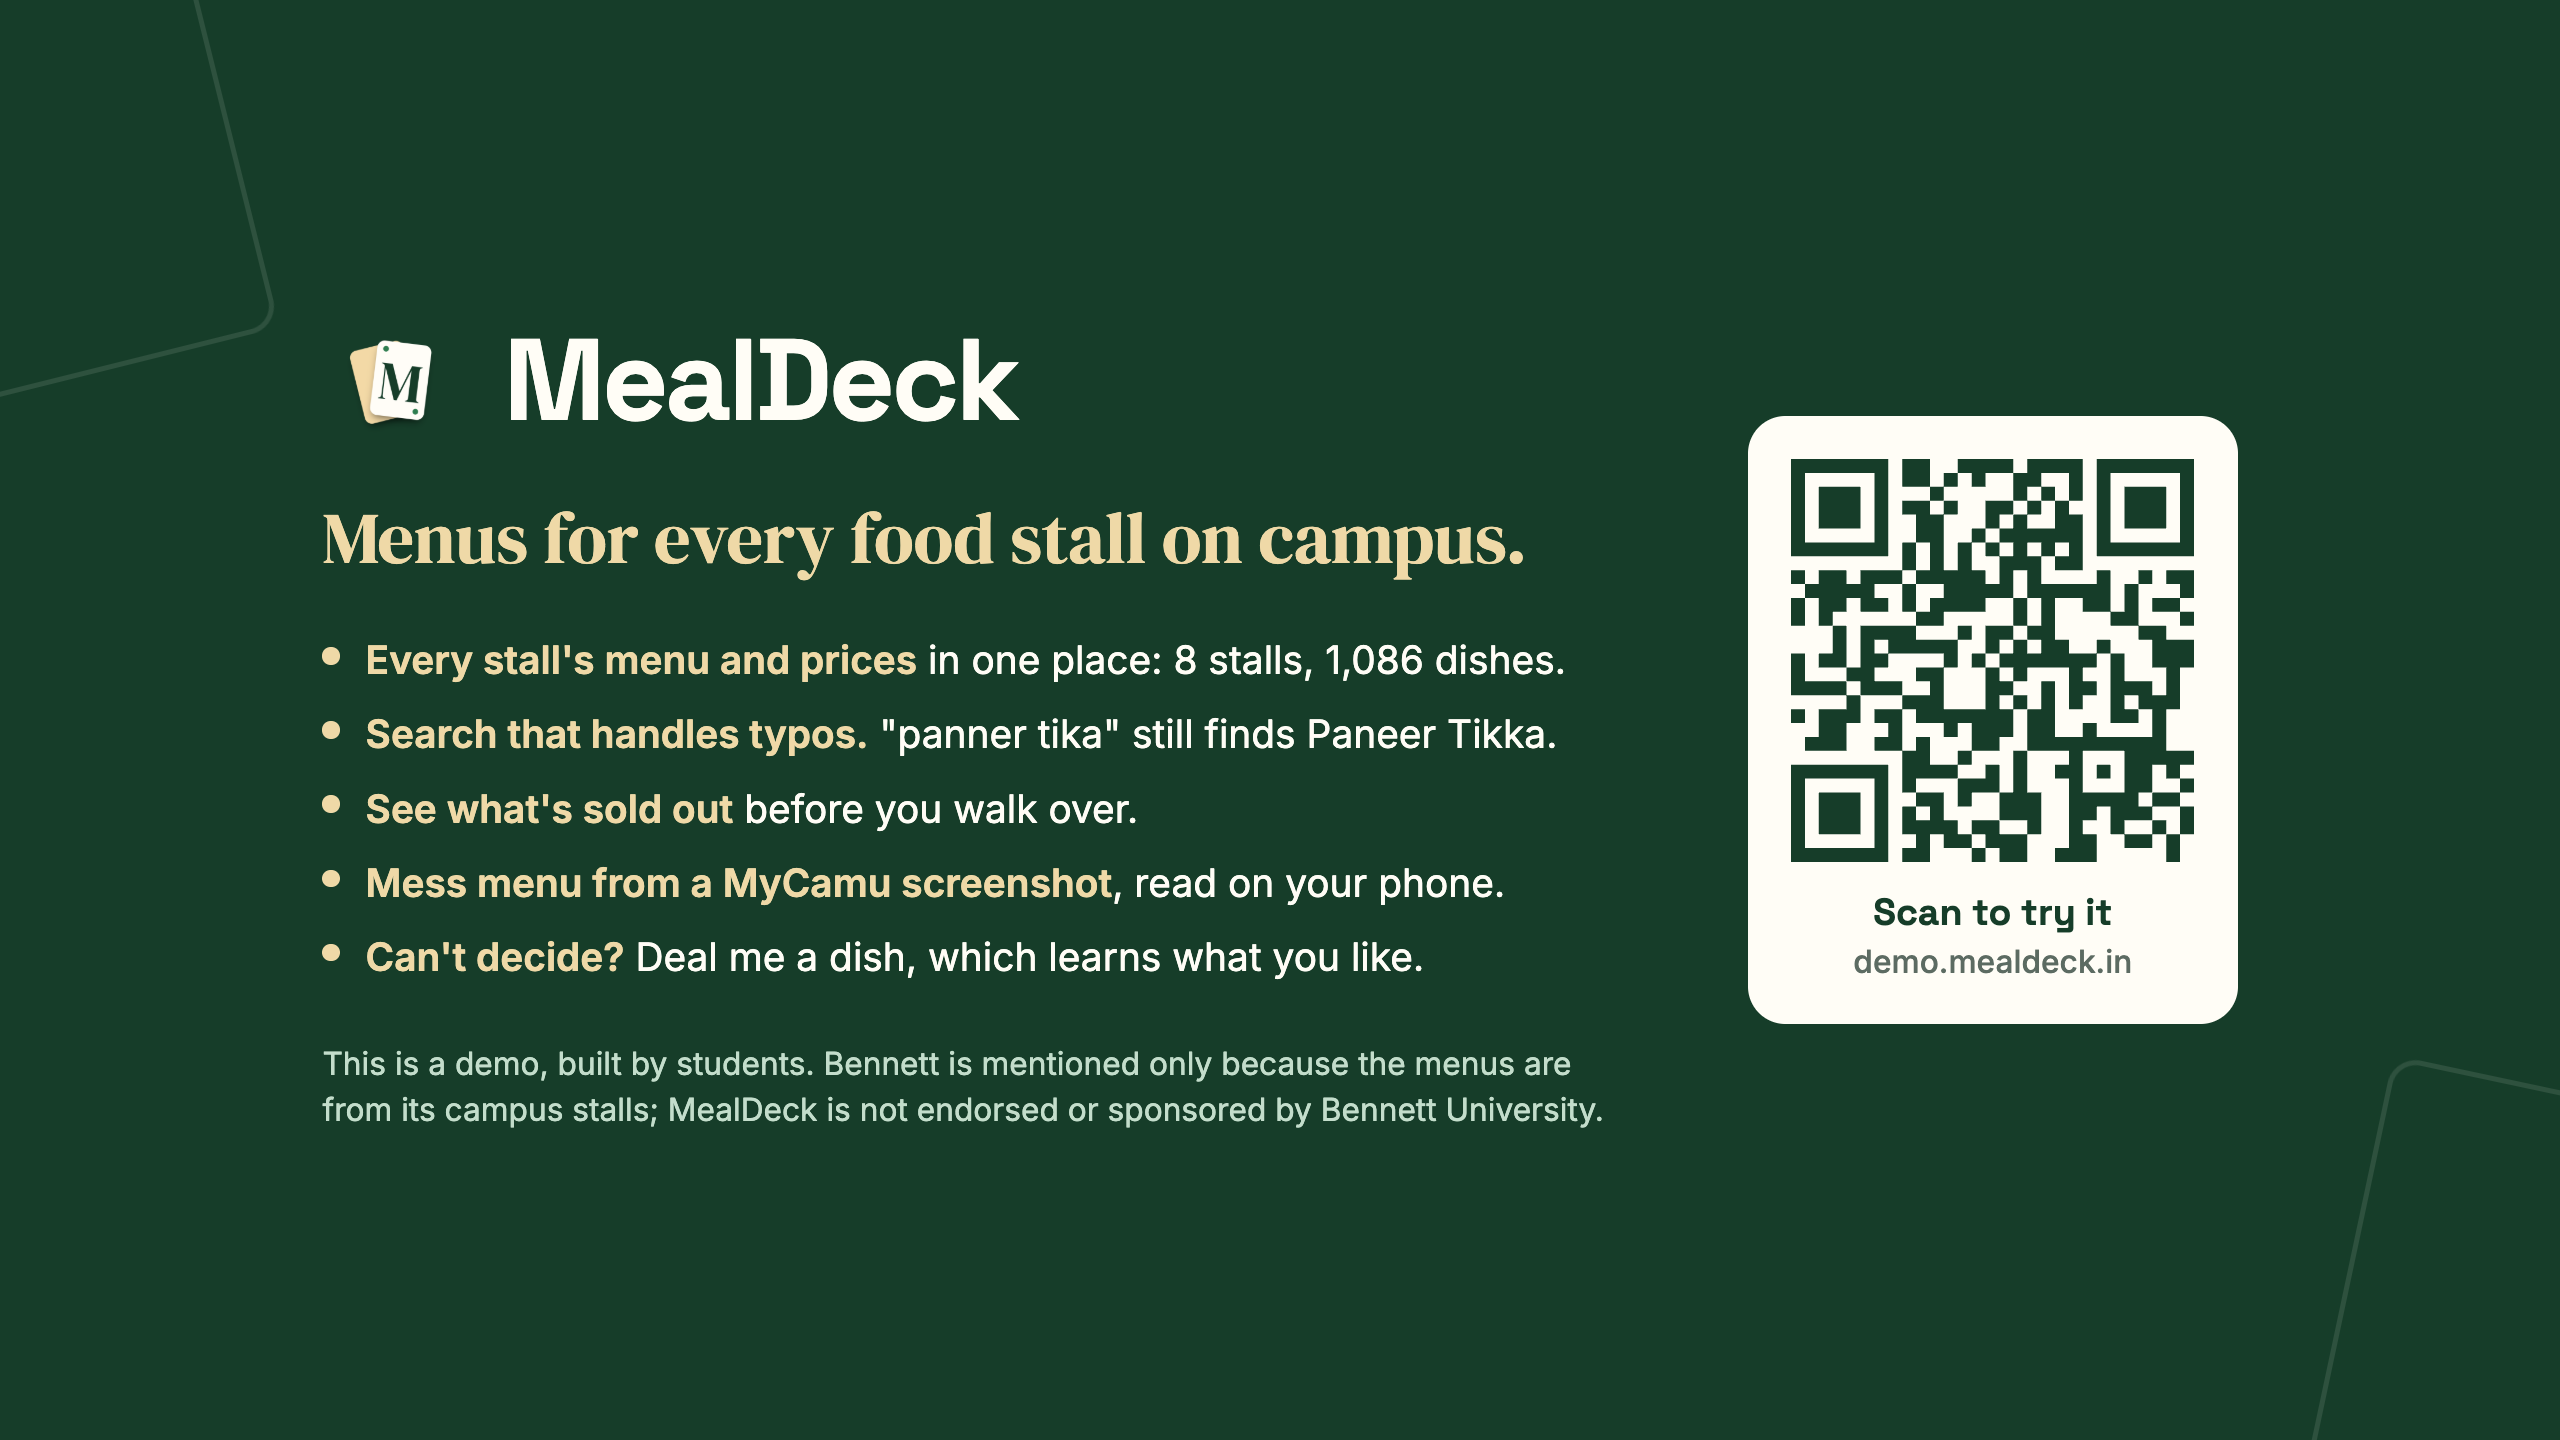 M
MealDeck
Menus for every food stall on campus.
Every stall's menu and prices in one place: 8 stalls, 1,086 dishes.
Search that handles typos. "panner tika" still finds Paneer Tikka.
See what's sold out before you walk over.
Mess menu from a MyCamu screenshot, read on your phone.
Can't decide? Deal me a dish, which learns what you like.
This is a demo, built by students. Bennett is mentioned only because the menus are
from its campus stalls; MealDeck is not endorsed or sponsored by Bennett University.
Scan to try it
demo.mealdeck.in